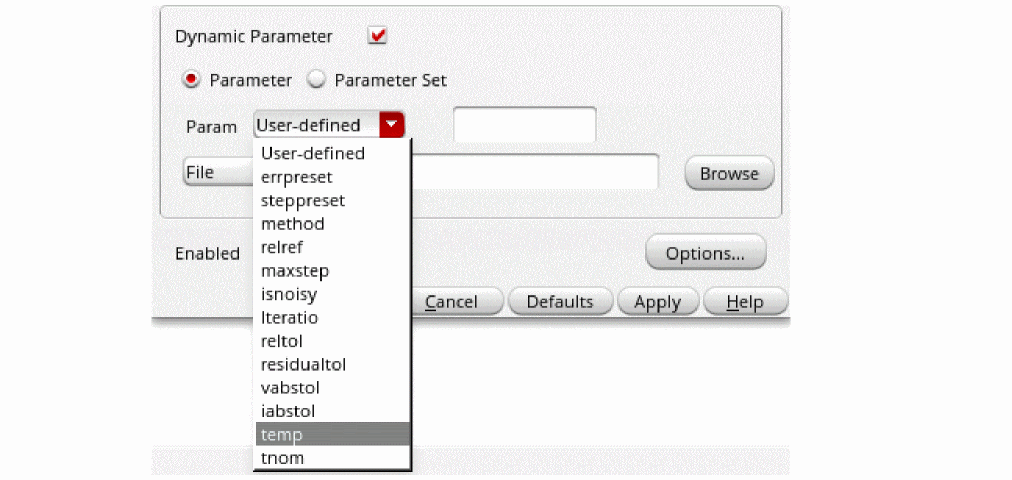 Dynamic Parameter
Parameter Parameter Set
Param User-defined
User-defined
File Browse
errpreset
steppreset
method
relref
Enabled Options...
maxstep
isnoisy
Cancel Defaults Apply Help
lteratio
reltol
residualtol
vabstol
iabstol
temp
tnom